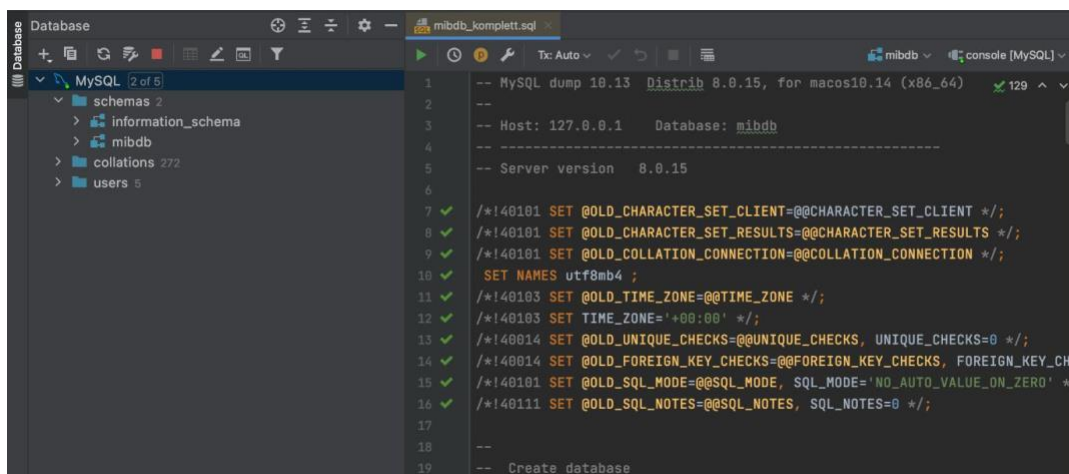 Database
Database
mibdb_komplett.sql
Tx: Auto
mibdb
console [MySQL]
MySQL 2 of 5
schemas 2
information_schema
mibdb
collations 272
users 5
129
1 -- MySQL dump 10.13  Distrib 8.0.15, for macos10.14 (x86_64)
2 --
3 -- Host: 127.0.0.1    Database: mibdb
4 -- ------------------------------------------------------
5 -- Server version   8.0.15
6
7 /*!40101 SET @OLD_CHARACTER_SET_CLIENT=@@CHARACTER_SET_CLIENT */;
8 /*!40101 SET @OLD_CHARACTER_SET_RESULTS=@@CHARACTER_SET_RESULTS */;
9 /*!40101 SET @OLD_COLLATION_CONNECTION=@@COLLATION_CONNECTION */;
10 SET NAMES utf8mb4 ;
11 /*!40103 SET @OLD_TIME_ZONE=@@TIME_ZONE */;
12 /*!40103 SET TIME_ZONE='+00:00' */;
13 /*!40014 SET @OLD_UNIQUE_CHECKS=@@UNIQUE_CHECKS, UNIQUE_CHECKS=0 */;
14 /*!40014 SET @OLD_FOREIGN_KEY_CHECKS=@@FOREIGN_KEY_CHECKS, FOREIGN_KEY_CH
15 /*!40101 SET @OLD_SQL_MODE=@@SQL_MODE, SQL_MODE='NO_AUTO_VALUE_ON_ZERO' *
16 /*!40111 SET @OLD_SQL_NOTES=@@SQL_NOTES, SQL_NOTES=0 */;
17
18 --
19 --  Create database